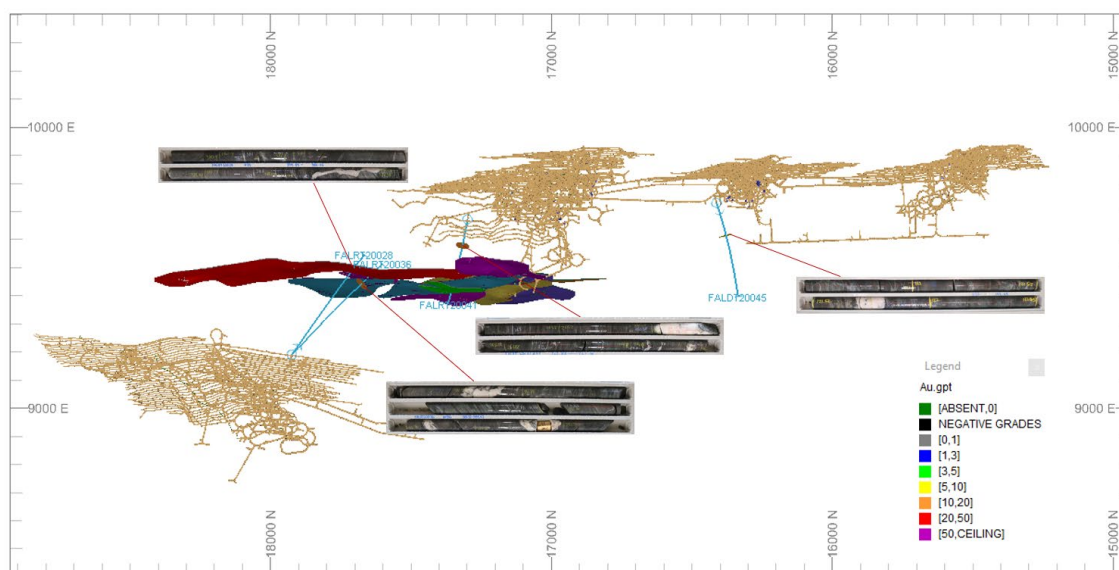 18000 N
17000 N
16000 N
15000 N
10000 E
10000 E
FALRT20028
FALRT20036
FALRT20041
FALDT20045
9000 E
9000 E
Legend
Au.gpt
[ABSENT,0]
NEGATIVE GRADES
[0,1]
[1,3]
[3,5]
[5,10]
[10,20]
[20,50]
[50,CEILING]
18000 N
17000 N
16000 N
15000 N